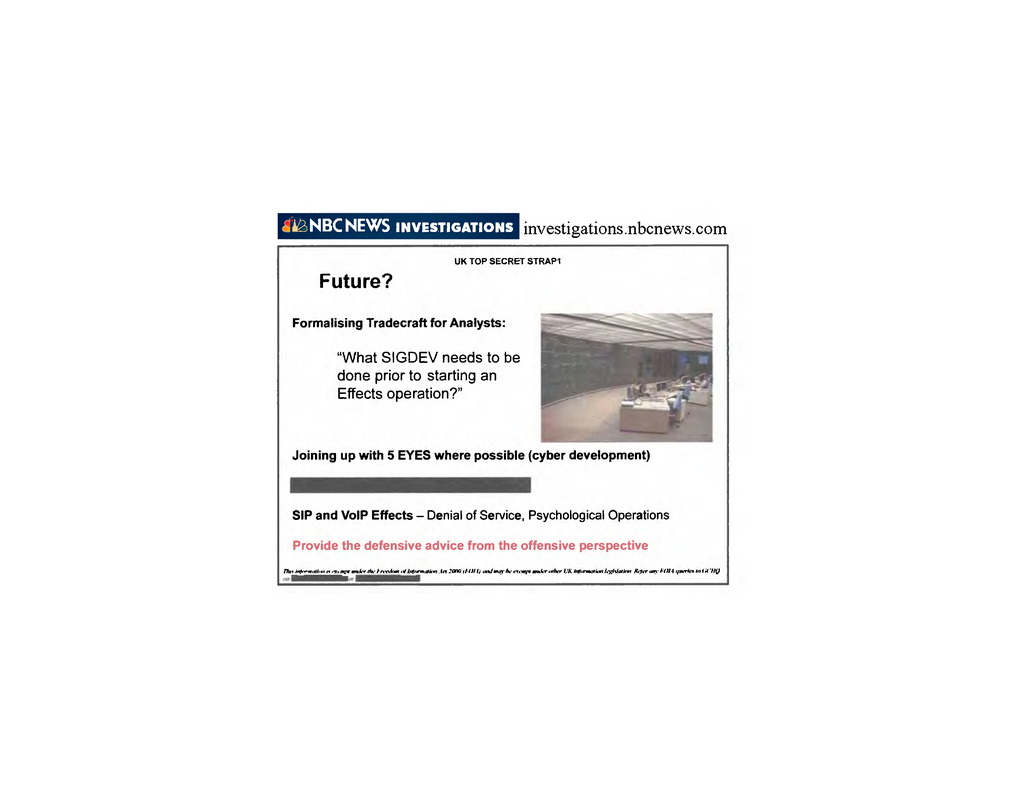 NBC NEWS INVESTIGATIONS investigations.nbcnews.com
UK TOP SECRET STRAP1
Future?
Formalising Tradecraft for Analysts:
“What SIGDEV needs to be
done prior to starting an
Effects operation?”
Joining up with 5 EYES where possible (cyber development)
SIP and VoIP Effects – Denial of Service, Psychological Operations
Provide the defensive advice from the offensive perspective
This information is exempt under the Freedom of Information Act 2000 (FOIA) and may be exempt under other UK information legislation. Refer any FOIA queries to GCHQ
on or